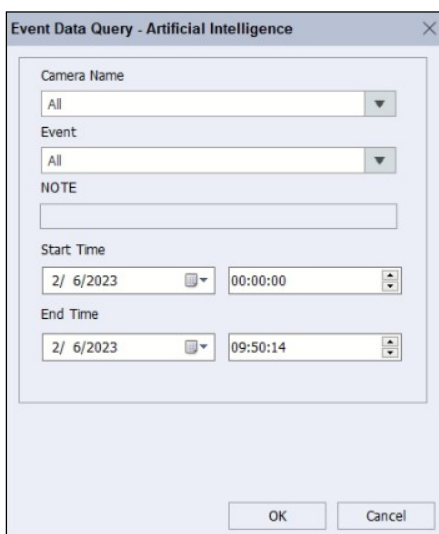 Event Data Query - Artificial Intelligence
Camera Name
All
Event
All
NOTE
Start Time
2/ 6/2023 00:00:00
End Time
2/ 6/2023 09:50:14
OK Cancel